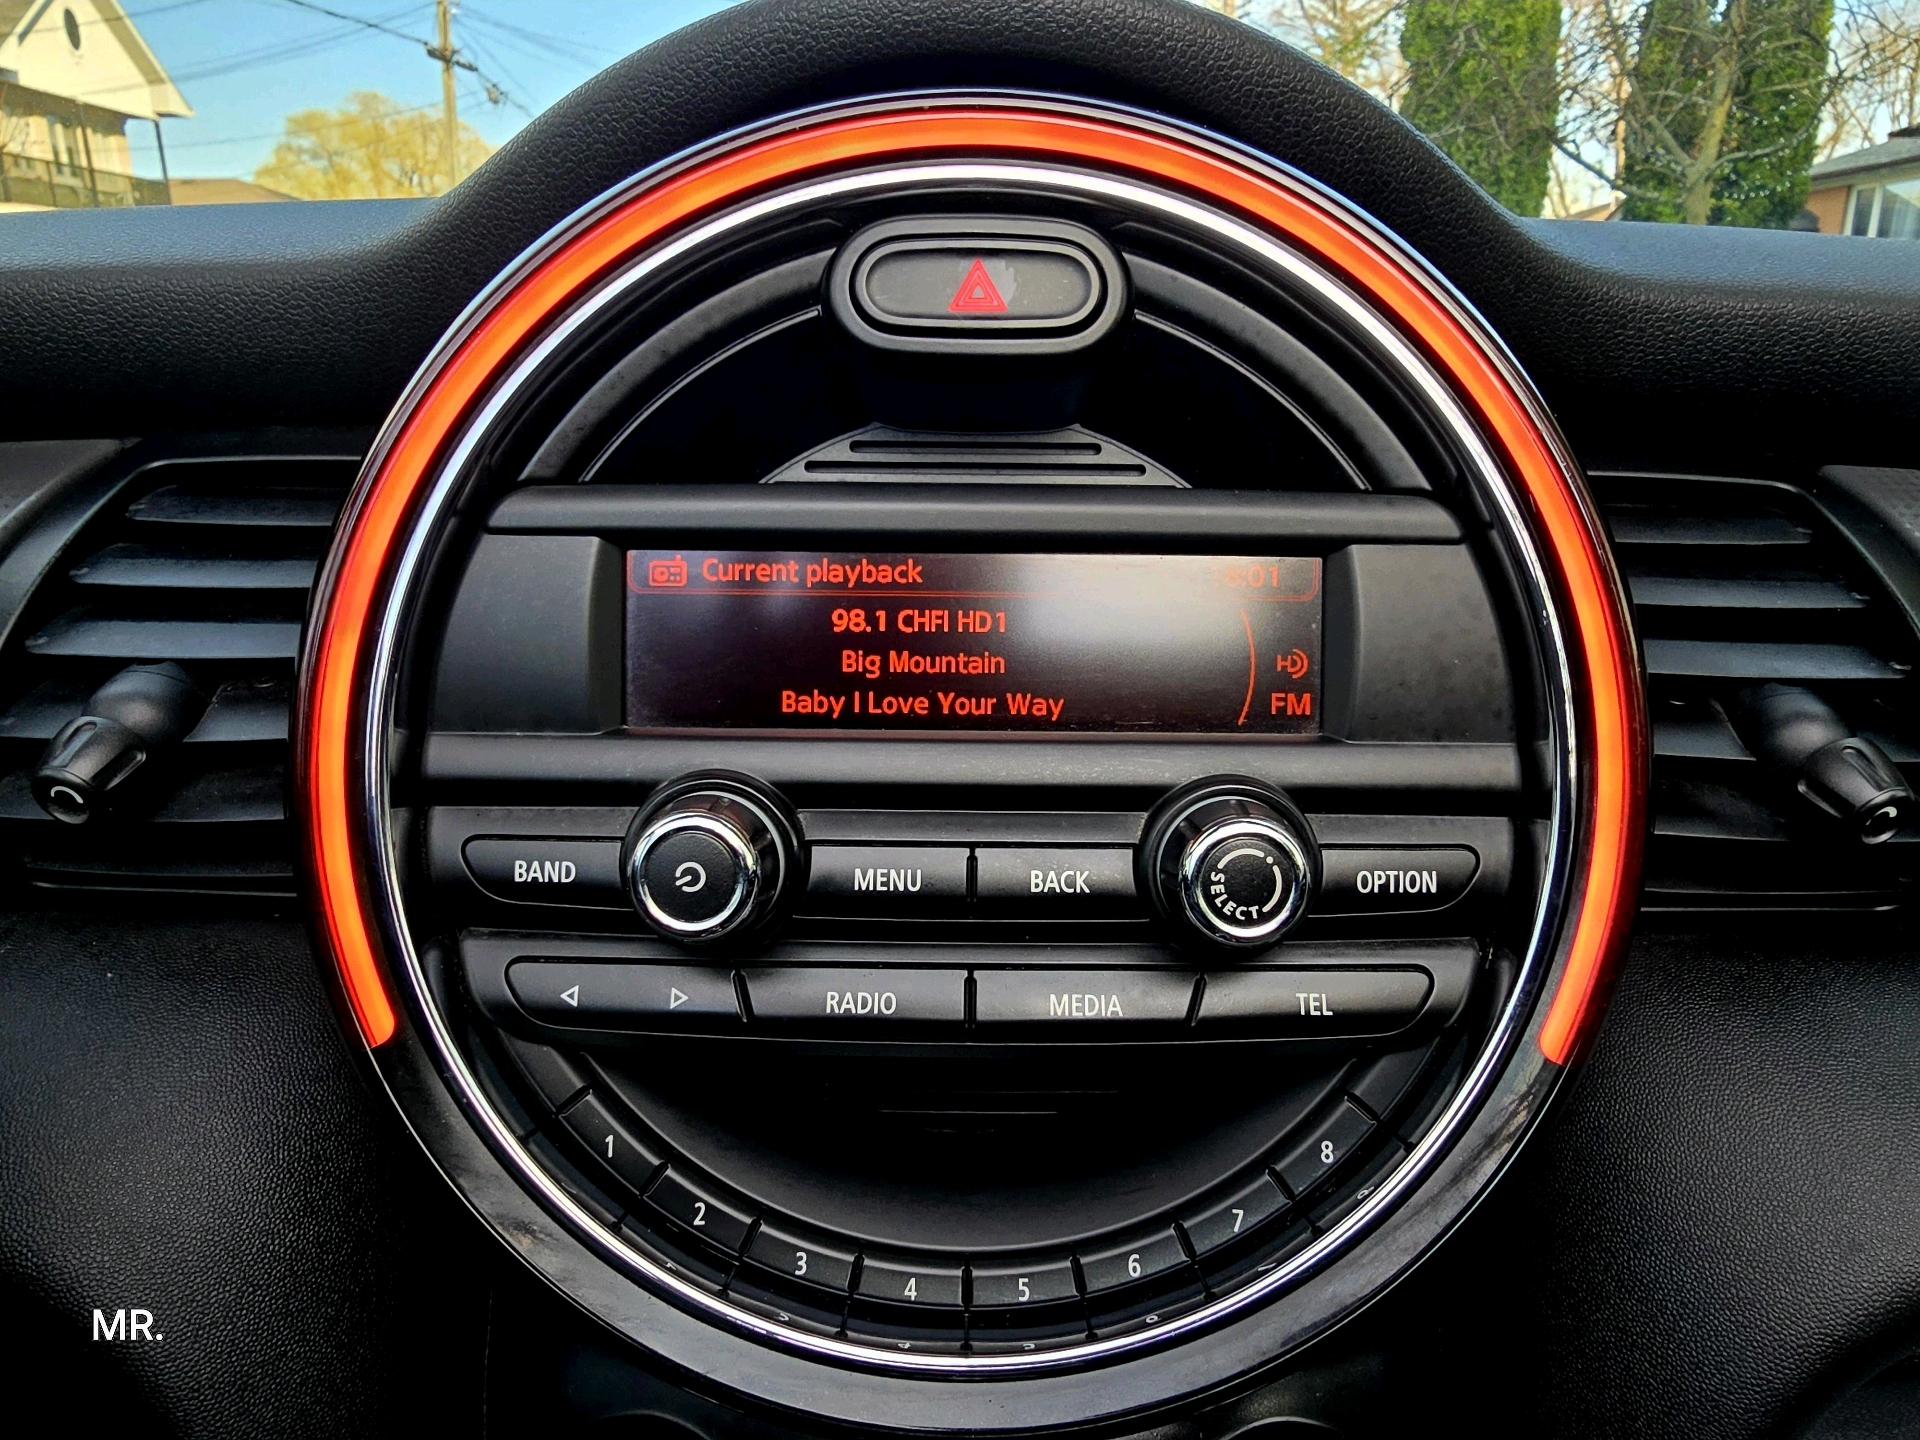 Current playback
98.1 CHFI HD1
Big Mountain
HD
Baby I Love Your Way
FM
BAND
MENU
BACK
SELECT
OPTION
RADIO
MEDIA
TEL
1
2
3
4
5
6
7
8
MR.